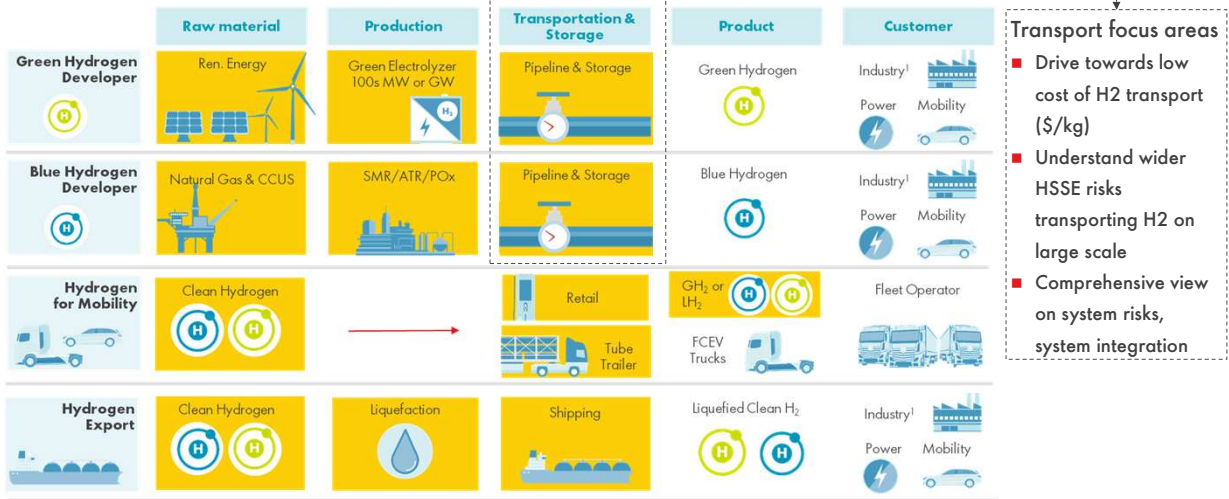 Raw material
Production
Transportation &
Storage
Product
Customer
Green Hydrogen
Developer
H
Ren. Energy
Green Electrolyzer
100s MW or GW
H₂
Pipeline & Storage
Green Hydrogen
H
Industry¹
Power
Mobility
Blue Hydrogen
Developer
H
Natural Gas & CCUS
SMR/ATR/POx
Pipeline & Storage
Blue Hydrogen
H
Industry¹
Power
Mobility
Hydrogen
for Mobility
Clean Hydrogen
H
H
Retail
Tube
Trailer
GH₂ or
LH₂
H
H
FCEV
Trucks
Fleet Operator
Hydrogen
Export
Clean Hydrogen
H
H
Liquefaction
Shipping
Liquefied Clean H₂
H
H
Industry¹
Power
Mobility
Transport focus areas
■ Drive towards low
cost of H2 transport
($/kg)
■ Understand wider
HSSE risks
transporting H2 on
large scale
■ Comprehensive view
on system risks,
system integration